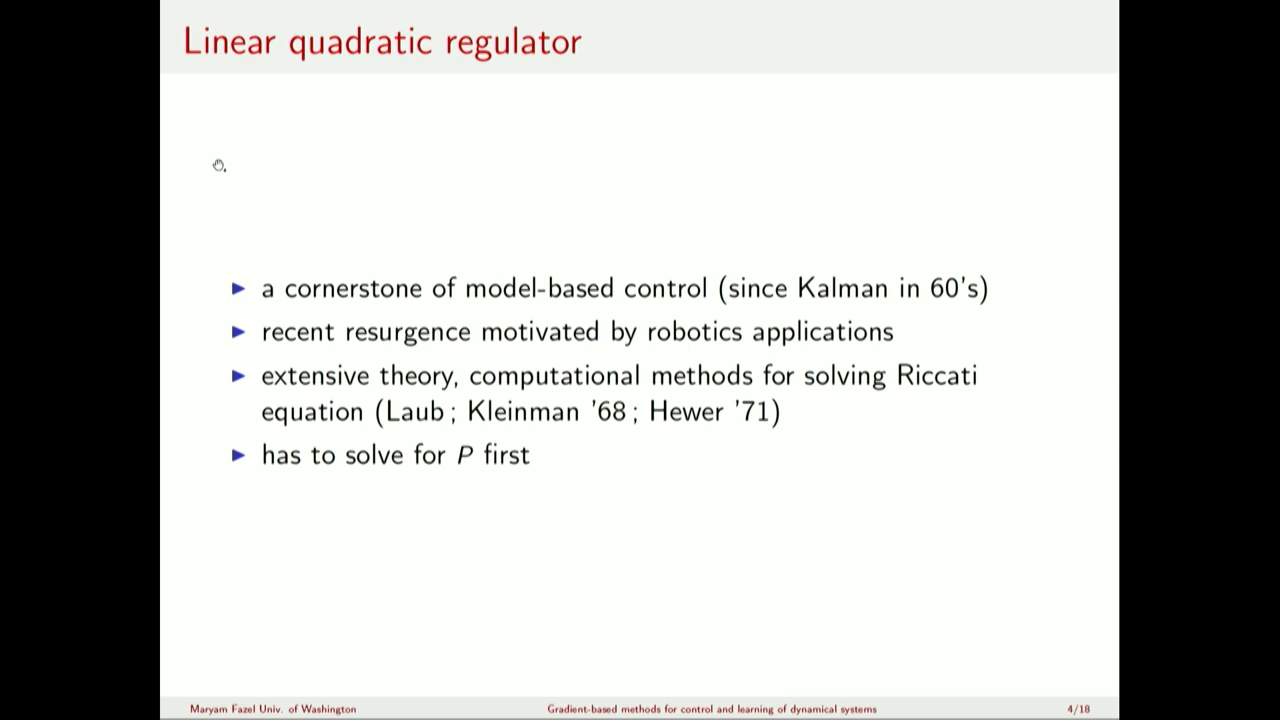 Linear quadratic regulator
▶ a cornerstone of model-based control (since Kalman in 60's)
▶ recent resurgence motivated by robotics applications
▶ extensive theory, computational methods for solving Riccati
equation (Laub ; Kleinman '68 ; Hewer '71)
▶ has to solve for P first
Maryam Fazel Univ. of Washington Gradient-based methods for control and learning of dynamical systems 4/18